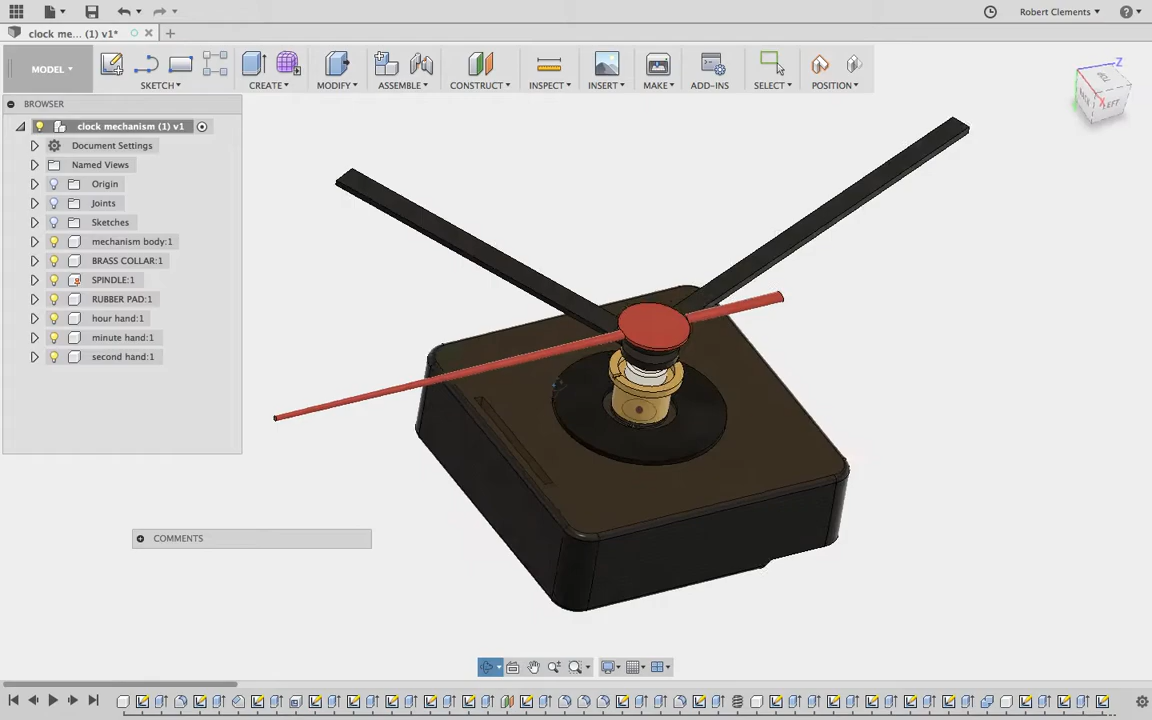 Robert Clements
clock me... (1) v1*
MODEL
SKETCH
CREATE
MODIFY
ASSEMBLE
CONSTRUCT
INSPECT
INSERT
MAKE
ADD-INS
SELECT
POSITION
BROWSER
clock mechanism (1) v1
Document Settings
Named Views
Origin
Joints
Sketches
mechanism body:1
BRASS COLLAR:1
SPINDLE:1
RUBBER PAD:1
hour hand:1
minute hand:1
second hand:1
COMMENTS
Z
X
LEFT
BACK